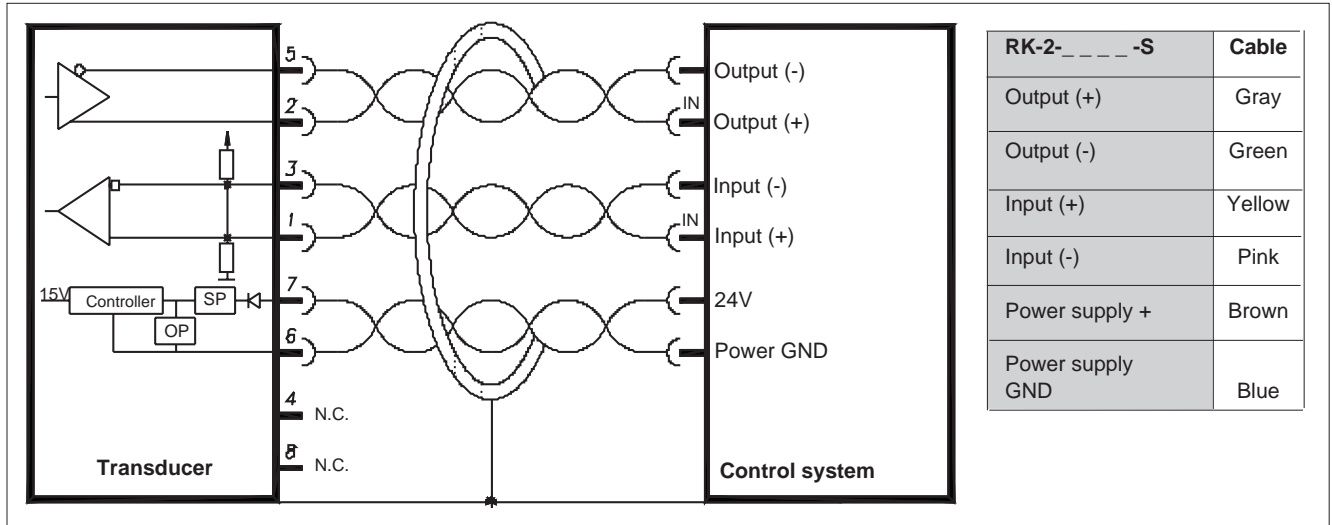 5
2
3
1
7
6
4 N.C.
8 N.C.
15V
Controller
SP
OP
Transducer
Output (-)
IN
Output (+)
Input (-)
IN
Input (+)
24V
Power GND
Control system
RK-2-_ _ _ _ -S Cable
Output (+) Gray
Output (-) Green
Input (+) Yellow
Input (-) Pink
Power supply + Brown
Power supply
GND Blue